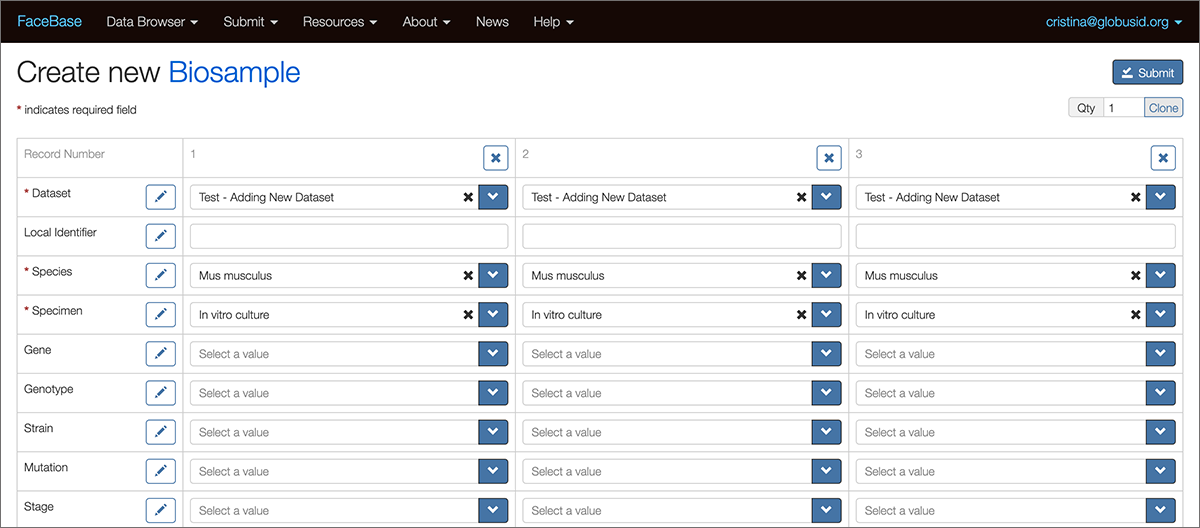 FaceBase Data Browser Submit Resources About News Help cristina@globusid.org
Create new Biosample
Submit
* indicates required field
Qty 1 Clone
Record Number 1 2 3
* Dataset Test - Adding New Dataset Test - Adding New Dataset Test - Adding New Dataset
Local Identifier
* Species Mus musculus Mus musculus Mus musculus
* Specimen In vitro culture In vitro culture In vitro culture
Gene Select a value Select a value Select a value
Genotype Select a value Select a value Select a value
Strain Select a value Select a value Select a value
Mutation Select a value Select a value Select a value
Stage Select a value Select a value Select a value